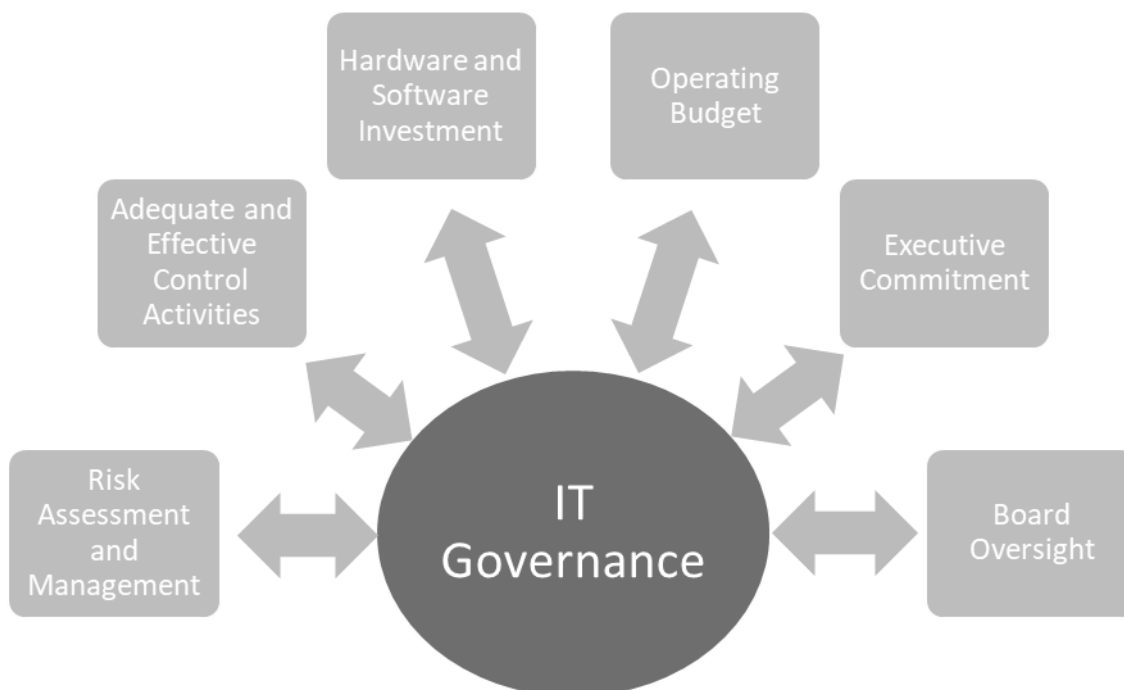 Hardware and
Software
Investment
Operating
Budget
Adequate and
Effective
Control
Activities
Executive
Commitment
Risk
Assessment
and
Management
IT
Governance
Board
Oversight